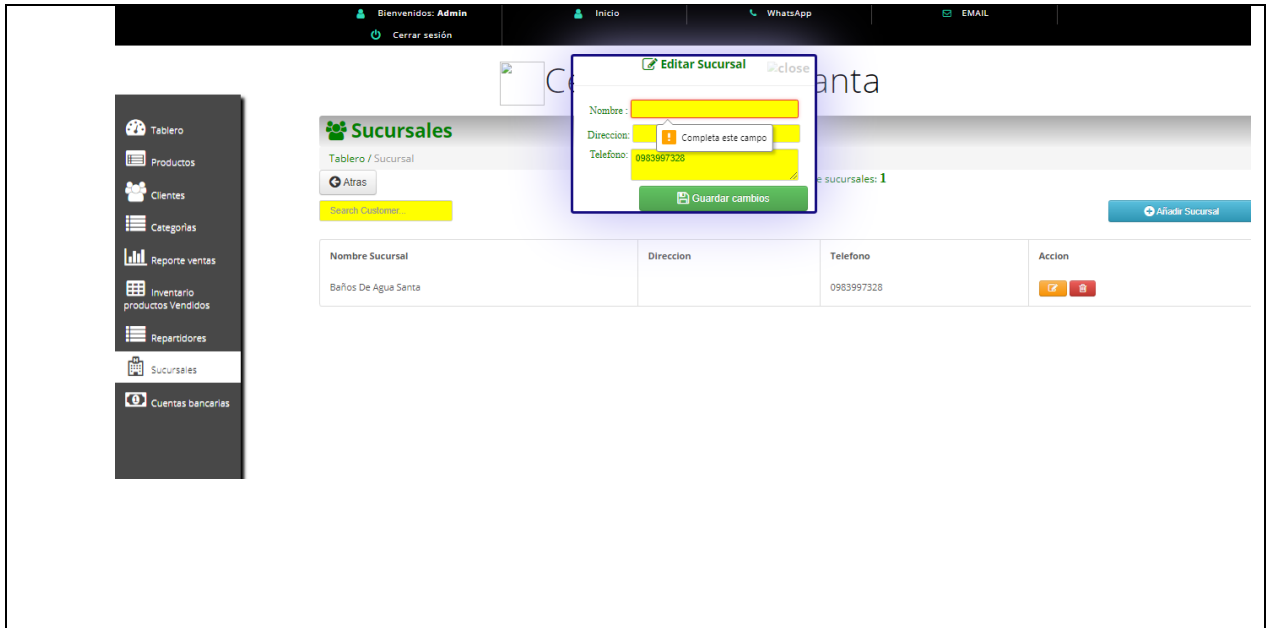 Bienvenidos: Admin
Inicio
WhatsApp
EMAIL
Cerrar sesión
Editar Sucursal
close
anta
Nombre :
Direccion:
Completa este campo
Telefono:
0983997328
Guardar cambios
Tablero
Productos
Clientes
Categorías
Reporte ventas
Inventario
productos Vendidos
Repartidores
Sucursales
Cuentas bancarias
Sucursales
Tablero / Sucursal
Atras
sucursales: 1
Search Customer...
Añadir Sucursal
Nombre Sucursal
Direccion
Telefono
Accion
Baños De Agua Santa
0983997328